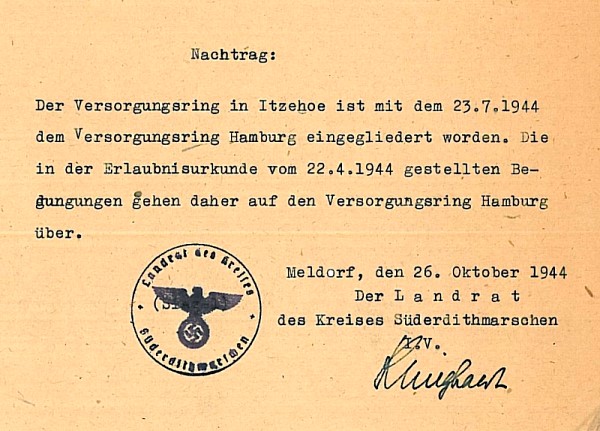 Nachtrag:
Der Versorgungsring in Itzehoe ist mit dem 23.7.1944
dem Versorgungsring Hamburg eingegliedert worden. Die
in der Erlaubnisurkunde vom 22.4.1944 gestellten Be-
dungungen gehen daher auf den Versorgungsring Hamburg
über.
Landrat des Kreises
Süderdithmarschen
Meldorf, den 26. Oktober 1944
Der L a n d r a t
des Kreises Süderdithmarschen
I.V.